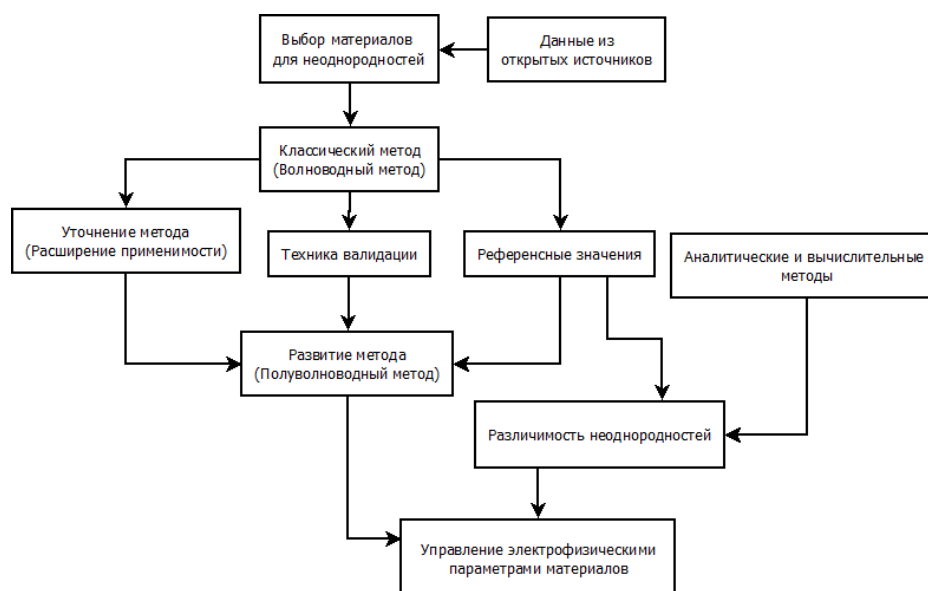 Выбор материалов
для неоднородностей
Данные из
открытых источников
Классический метод
(Волноводный метод)
Уточнение метода
(Расширение применимости)
Техника валидации
Референсные значения
Аналитические и вычислительные
методы
Развитие метода
(Полуволноводный метод)
Различимость неоднородностей
Управление электрофизическими
параметрами материалов